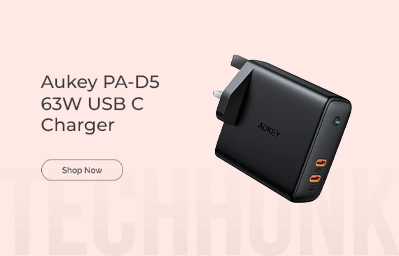 Aukey PA-D5
63W USB C
Charger
AUKEY
Shop Now
TECHHUNK